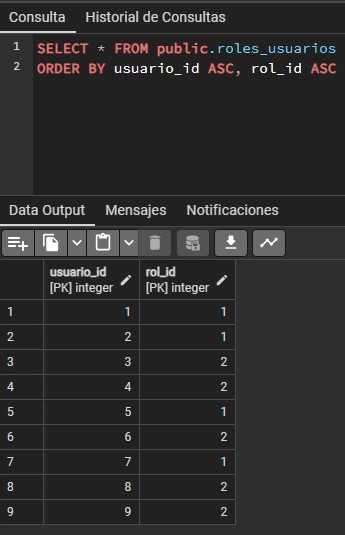 Consulta Historial de Consultas
1 SELECT * FROM public.roles_usuarios
2 ORDER BY usuario_id ASC, rol_id ASC
Data Output Mensajes Notificaciones
usuario_id rol_id
[PK] integer [PK] integer
1 1 1
2 2 1
3 3 2
4 4 2
5 5 1
6 6 2
7 7 1
8 8 2
9 9 2